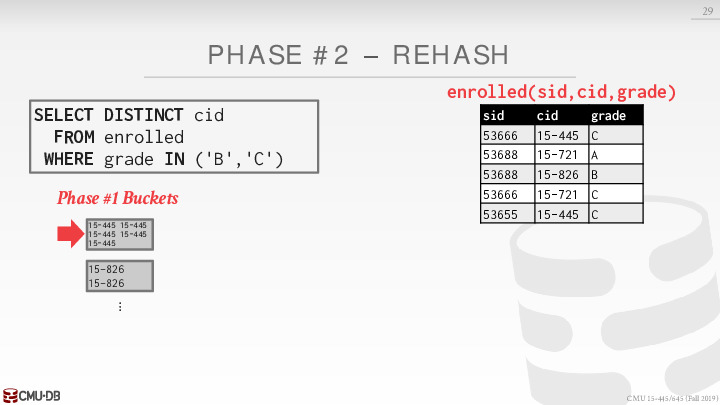 29
PHASE #2 – REHASH
enrolled(sid,cid,grade)
SELECT DISTINCT cid
FROM enrolled
WHERE grade IN ('B','C')
sid cid grade
53666 15-445 C
53688 15-721 A
53688 15-826 B
53666 15-721 C
53655 15-445 C
Phase #1 Buckets
15-445 15-445
15-445 15-445
15-445
15-826
15-826
⋮
CMU·DB
CMU 15-445/645 (Fall 2019)